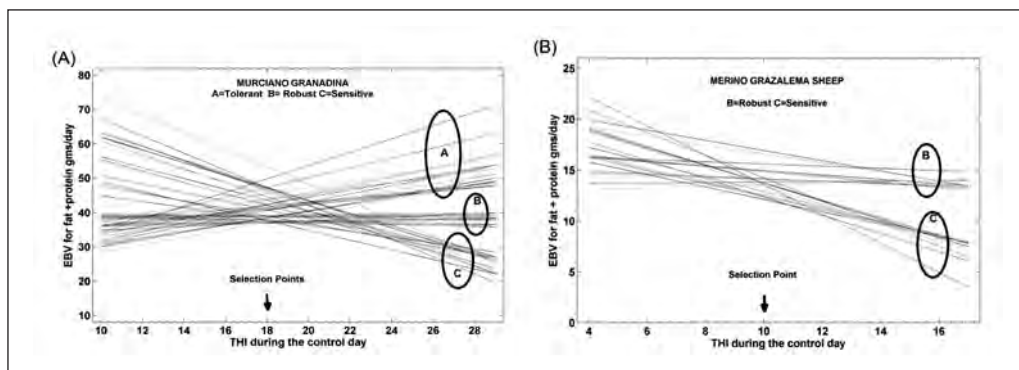 (A)
MURCIANO GRANADINA
A=Tolerant B= Robust C=Sensitive
EBV for fat +protein gms/day
80
70
60
50
40
30
20
10
A
B
C
Selection Points
10 12 14 16 18 20 22 24 26 28
THI during the control day
(B)
MERINO GRAZALEMA SHEEP
B=Robust C=Sensitive
EBV for fat + protein gms/day
25
20
15
10
5
0
B
C
Selection Point
4 6 8 10 12 14 16
THI during the control day